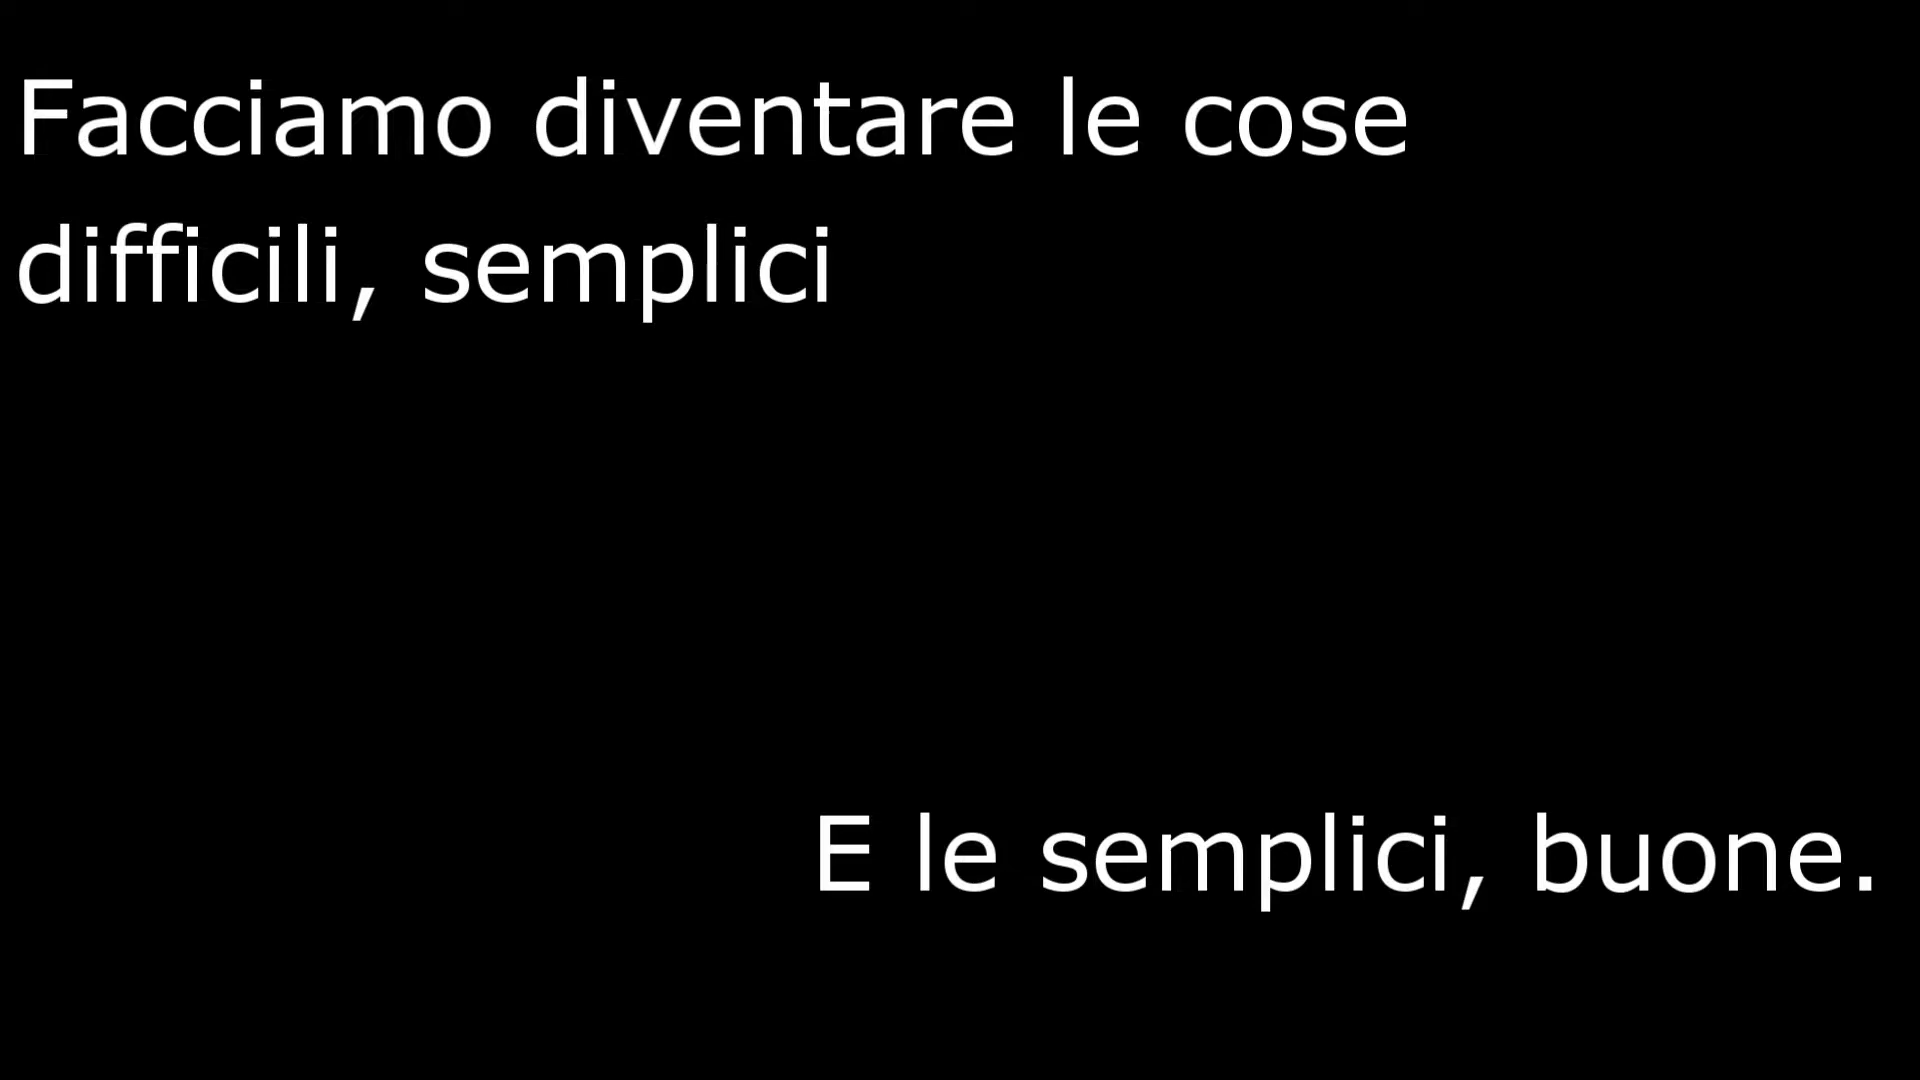 Facciamo diventare le cose
difficili, semplici
E le semplici, buone.